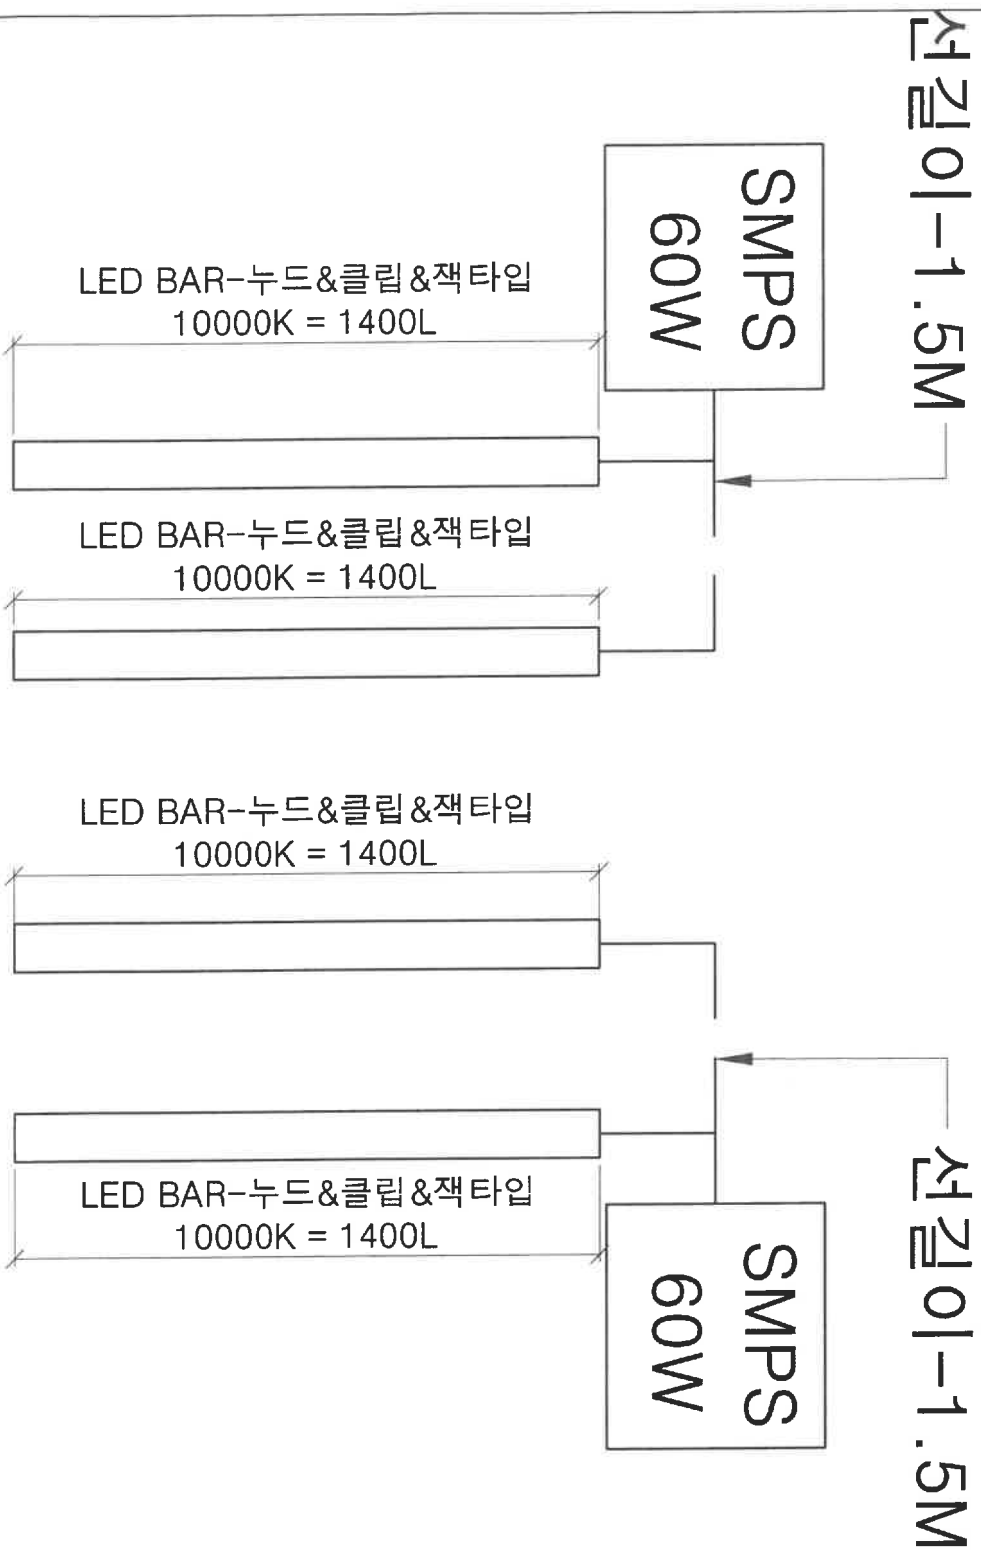 선길이-1.5M
SMPS
60W
LED BAR-누드&클립&잭타입
10000K = 1400L
LED BAR-누드&클립&잭타입
10000K = 1400L
LED BAR-누드&클립&잭타입
10000K = 1400L
LED BAR-누드&클립&잭타입
10000K = 1400L
SMPS
60W
선길이-1.5M